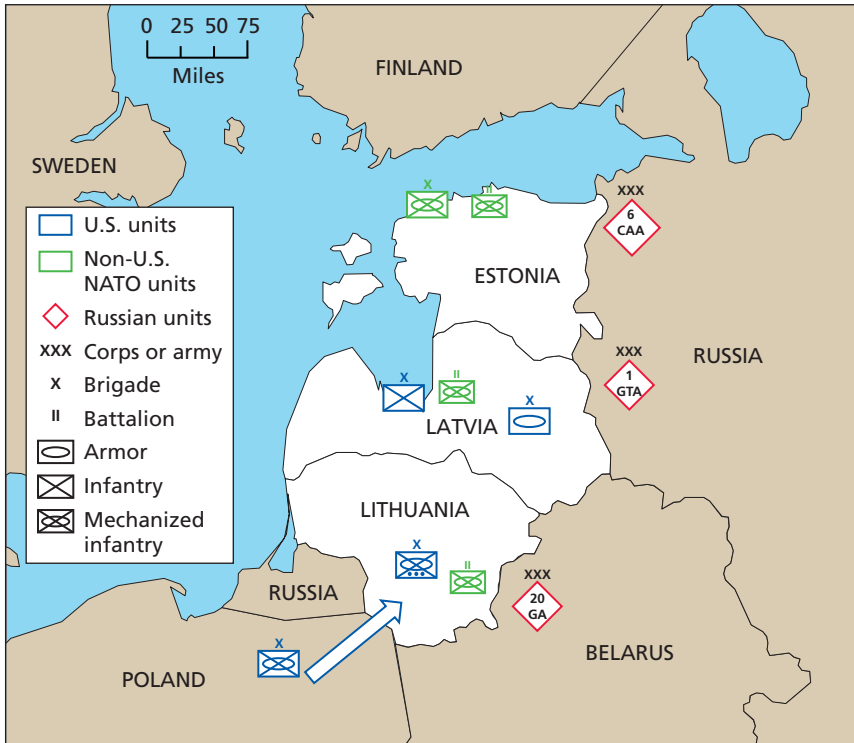 0 25 50 75
Miles
FINLAND
SWEDEN
U.S. units
Non-U.S.
NATO units
Russian units
XXX Corps or army
X Brigade
II Battalion
Armor
Infantry
Mechanized
infantry
X
II
XXX
6
CAA
ESTONIA
XXX
1
GTA
RUSSIA
X
II
X
LATVIA
LITHUANIA
X
II
XXX
20
GA
RUSSIA
BELARUS
X
POLAND